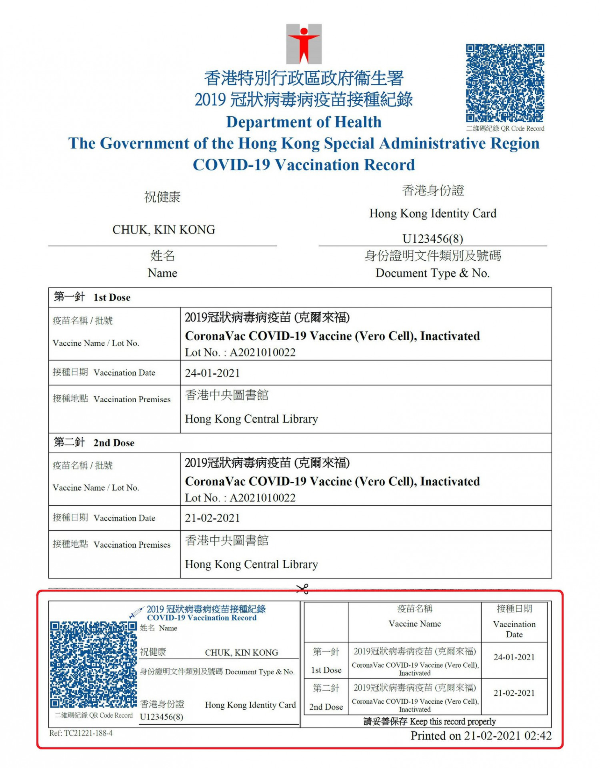 香港特別行政區政府衞生署
2019 冠狀病毒病疫苗接種紀錄
Department of Health
The Government of the Hong Kong Special Administrative Region
COVID-19 Vaccination Record
二維碼紀錄 QR Code Record
祝健康
CHUK, KIN KONG
姓名
Name
香港身份證
Hong Kong Identity Card
U123456(8)
身份證明文件類別及號碼
Document Type & No.
第一針 1st Dose
疫苗名稱 / 批號
Vaccine Name / Lot No.
2019冠狀病毒病疫苗 (克爾來福)
CoronaVac COVID-19 Vaccine (Vero Cell), Inactivated
Lot No. : A2021010022
接種日期 Vaccination Date
24-01-2021
接種地點 Vaccination Premises
香港中央圖書館
Hong Kong Central Library
第二針 2nd Dose
疫苗名稱 / 批號
Vaccine Name / Lot No.
2019冠狀病毒病疫苗 (克爾來福)
CoronaVac COVID-19 Vaccine (Vero Cell), Inactivated
Lot No. : A2021010022
接種日期 Vaccination Date
21-02-2021
接種地點 Vaccination Premises
香港中央圖書館
Hong Kong Central Library
2019 冠狀病毒病疫苗接種紀錄
COVID-19 Vaccination Record
姓名 Name
祝健康 CHUK, KIN KONG
身份證明文件類別及號碼 Document Type & No.
香港身份證 Hong Kong Identity Card
二維碼紀錄 QR Code Record U123456(8)
Ref: TC21221-188-4
疫苗名稱
Vaccine Name
接種日期
Vaccination
Date
第一針
1st Dose
2019冠狀病毒病疫苗 (克爾來福)
CoronaVac COVID-19 Vaccine (Vero Cell),
Inactivated
24-01-2021
第二針
2nd Dose
2019冠狀病毒病疫苗 (克爾來福)
CoronaVac COVID-19 Vaccine (Vero Cell),
Inactivated
21-02-2021
請妥善保存 Keep this record properly
Printed on 21-02-2021 02:42